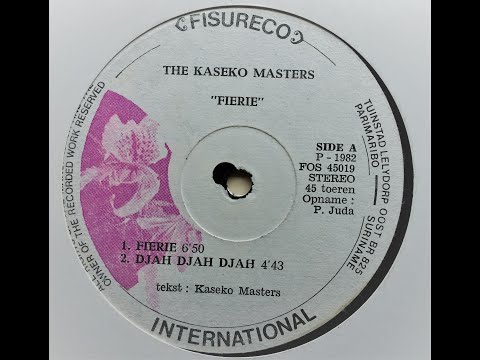 FISURECO
THE KASEKO MASTERS
"FIERIE"
SIDE A
P - 1982
FOS 45019
STEREO
45 toeren
Opname :
P. Juda
1. FIERIE 6'50
2. DJAH DJAH DJAH 4'43
tekst : Kaseko Masters
INTERNATIONAL
TUINSTAD LELYDORP OOST BR 825
PARIMARIBO SURINAME
OWNER OF THE RECORDED WORK RESERVED